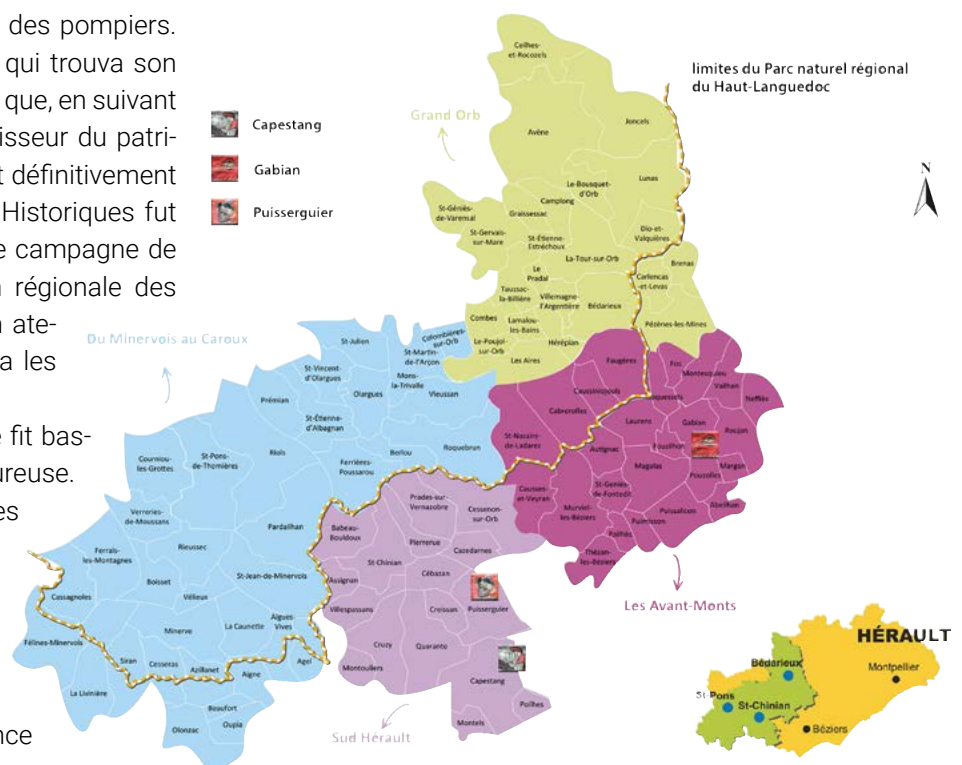 des pompiers.
qui trouva son
que, en suivant
isseur du patri-
t définitivement
Historiques fut
e campagne de
n régionale des
n ate-
a les
e fit bas-
ureuse.
es
nce
Capestang
Gabian
Puisserguier
limites du Parc naturel régional
du Haut-Languedoc
N
Grand Orb
Ceilhes-
et-Rocozels
Avène
Joncels
Lunas
Le-Bousquet-
d'Orb
Camplong
Graissessac
St-Géniès-
de-Varensal
St-Gervais-
sur-Mare
St-Étienne-
Estréchoux
Dio-et-
Valquières
La-Tour-sur-Orb
Brenas
Le
Pradal
Carlencas
-et-Levas
Taussac-
la-Billière
Villemagne-
l'Argentière
Bédarieux
Combes
Lamalou-
les-Bains
Pézènes-les-Mines
Le-Poujol-
sur-Orb
Hérépian
Les Aires
Du Minervois au Caroux
St-Julien
Colombières-
sur-Orb
St-Martin-
de-l'Arçon
St-Vincent-
d'Olargues
Mons-
la-Trivalle
Olargues
Vieussan
Prémian
St-Étienne-
d'Albagnan
Roquebrun
Courniou-
les-Grottes
St-Pons-
de-Thomières
Riols
Berlou
Ferrières-
Poussarou
Verreries-
de-Moussans
Pardailhan
Ferrals-
les-Montagnes
Rieussec
Boisset
St-Jean-de-Minervois
Cassagnoles
Vélieux
La Caunette
Aigues
Vives
Minerve
Félines-Minervois
Siran
Cesseras
Azillanet
Aigne
Agel
La Livinière
Beaufort
Oupia
Olonzac
Faugères
Fos
Montesquieu
Vailhan
Neffiès
Caussiniojouls
Roquessels
Cabrerolles
Laurens
Gabian
Roujan
St-Nazaire-
de-Ladarez
Autignac
Fouzilhon
Magalas
Margon
Pouzolles
Causses-
et-Veyran
St-Geniès-
de-Fontedit
Abeilhan
Murviel-
les-Béziers
Puissalicon
Puimisson
Pailhès
Thézan-
les-Béziers
Les Avant-Monts
Prades-sur-
Vernazobre
Cessenon-
sur-Orb
Babeau-
Bouldoux
Pierrerue
Cazedarnes
St-Chinian
Cébazan
Assignan
Villespassans
Creissan
Puisserguier
Cruzy
Quarante
Montouliers
Capestang
Poilhes
Montels
Sud Hérault
HÉRAULT
Bédarieux
Montpellier
St-Pons
St-Chinian
Béziers